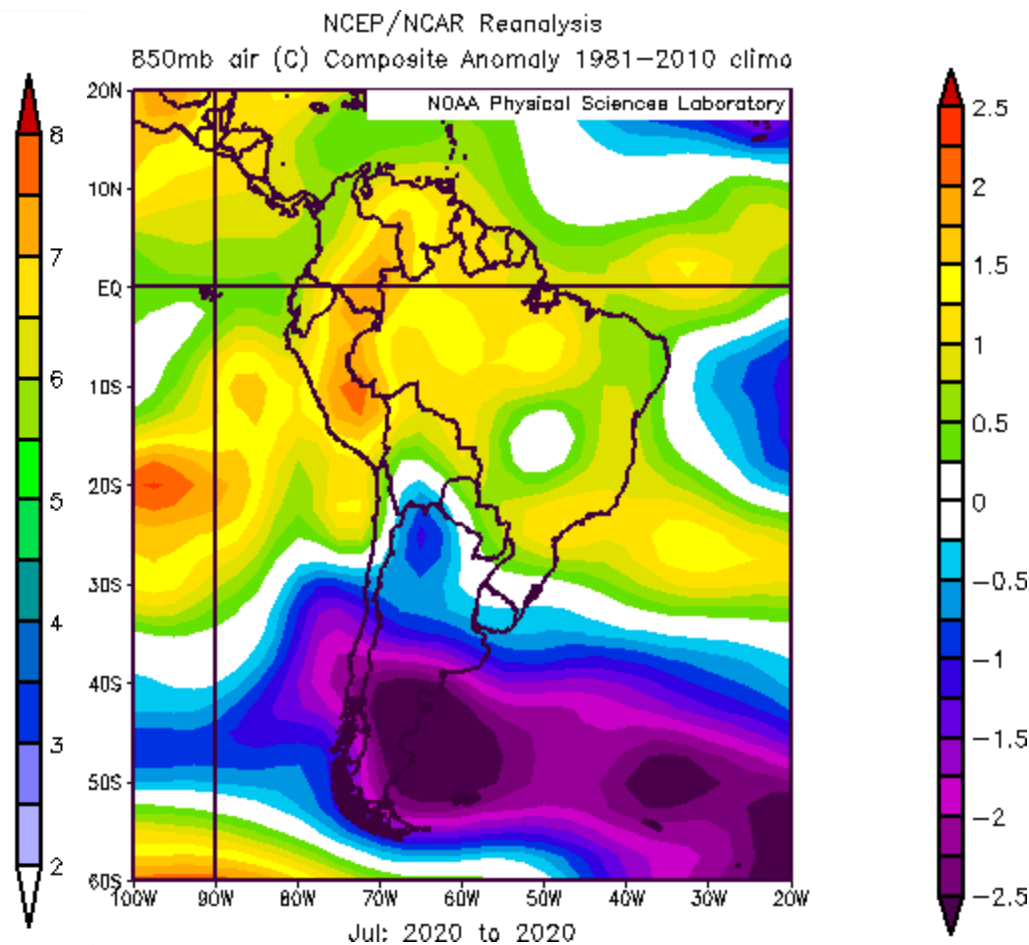 NCEP/NCAR Reanalysis
850mb air (C) Composite Anomaly 1981-2010 climo
NOAA Physical Sciences Laboratory
8
7
6
5
4
3
2
20N
10N
EQ
10S
20S
30S
40S
50S
60S
100W 90W 80W 70W 60W 50W 40W 30W 20W
2.5
2
1.5
1
0.5
0
-0.5
-1
-1.5
-2
-2.5
Jul: 2020 to 2020